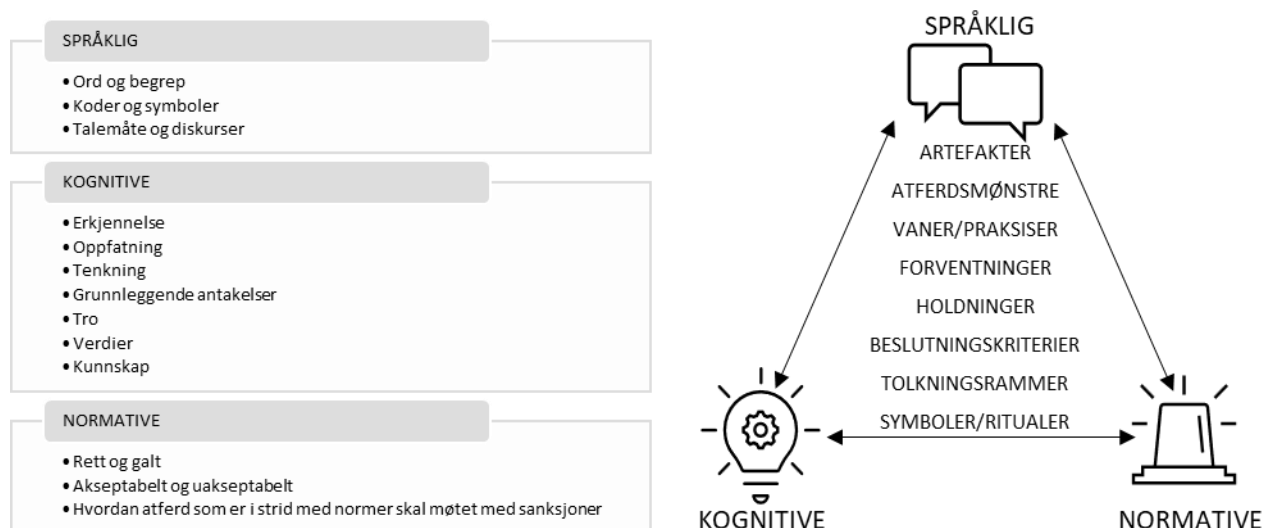 SPRÅKLIG
• Ord og begrep
• Koder og symboler
• Talemåte og diskurser
KOGNITIVE
• Erkjennelse
• Oppfatning
• Tenkning
• Grunnleggende antakelser
• Tro
• Verdier
• Kunnskap
NORMATIVE
• Rett og galt
• Akseptabelt og uakseptabelt
• Hvordan atferd som er i strid med normer skal møtet med sanksjoner
SPRÅKLIG
ARTEFAKTER
ATFERDSMØNSTRE
VANER/PRAKSISER
FORVENTNINGER
HOLDNINGER
BESLUTNINGSKRITERIER
TOLKNINGSRAMMER
SYMBOLER/RITUALER
KOGNITIVE
NORMATIVE